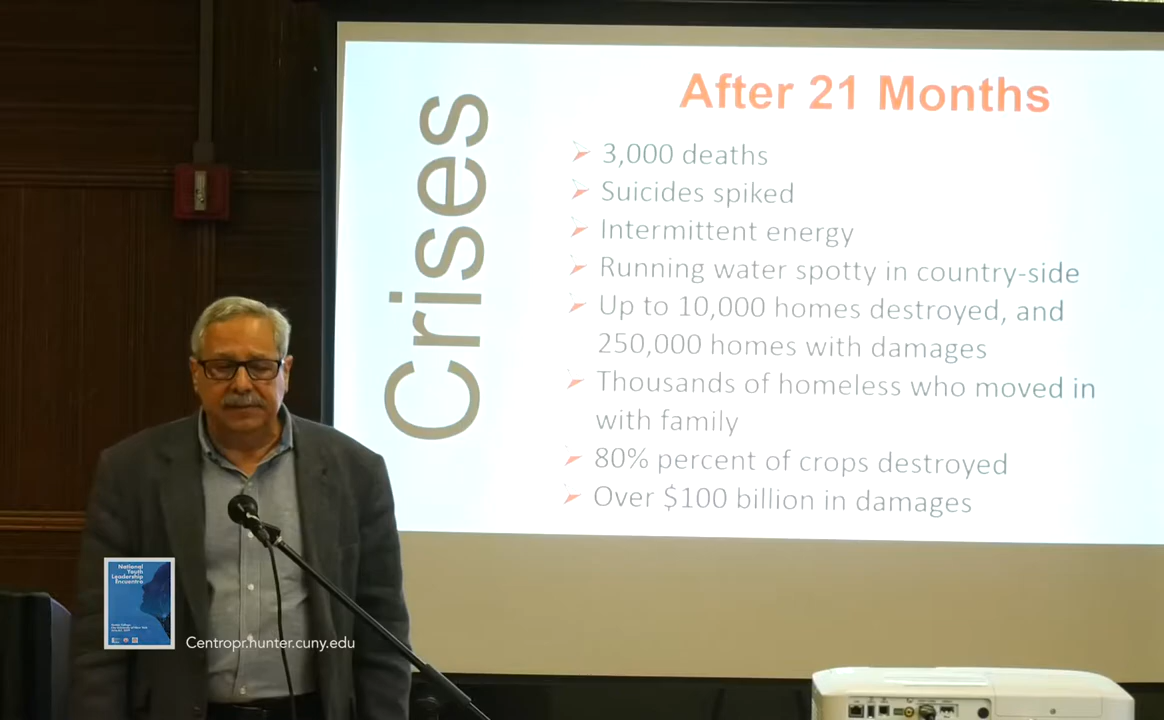 After 21 Months
Crises
3,000 deaths
Suicides spiked
Intermittent energy
Running water spotty in country-side
Up to 10,000 homes destroyed, and
250,000 homes with damages
Thousands of homeless who moved in
with family
80% percent of crops destroyed
Over $100 billion in damages
National
Youth
Leadership
Encuentro
Centropr.hunter.cuny.edu